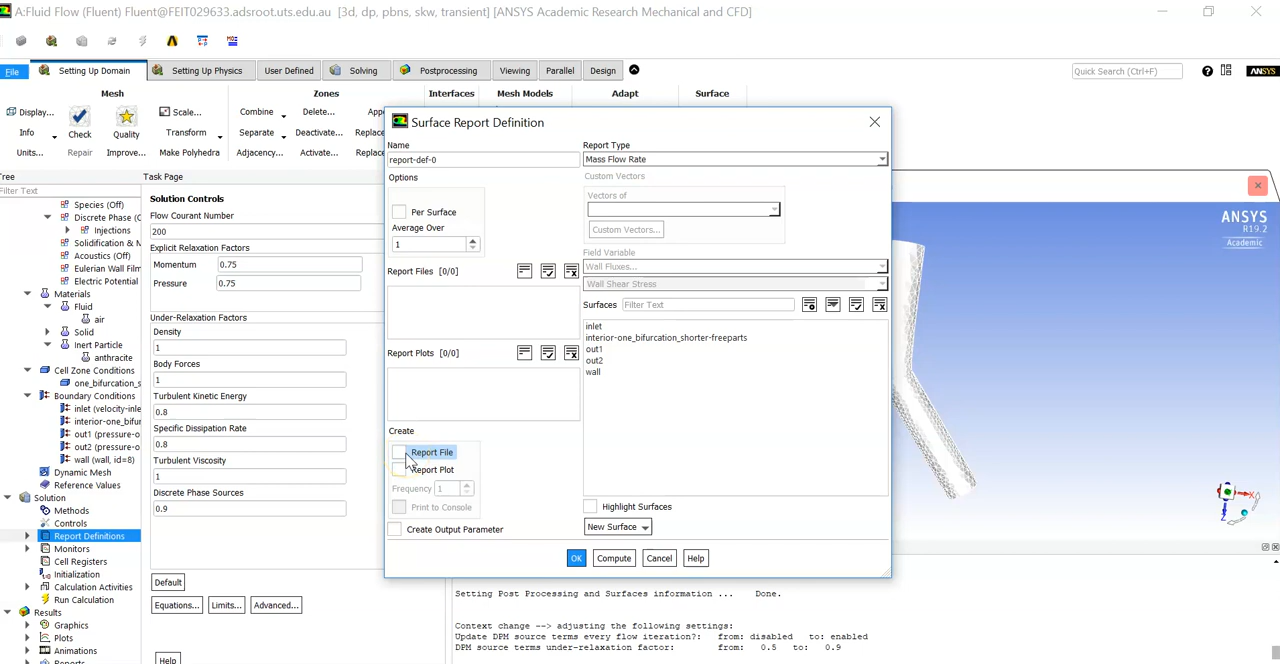 A:Fluid Flow (Fluent) Fluent@FEIT029633.adsroot.uts.edu.au [3d, dp, pbns, skw, transient] [ANSYS Academic Research Mechanical and CFD]
File
Setting Up Domain
Setting Up Physics
User Defined
Solving
Postprocessing
Viewing
Parallel
Design
Quick Search (Ctrl+F)
ANSYS
Mesh
Zones
Interfaces
Mesh Models
Adapt
Surface
Display...
Info
Units...
Check
Repair
Quality
Improve...
Scale...
Transform
Make Polyhedra
Combine
Separate
Adjacency...
Delete...
Deactivate...
Activate...
Appe
Replace
Replace
Tree
Filter Text
Species (Off)
Discrete Phase (C
Injections
Solidification & M
Acoustics (Off)
Eulerian Wall Film
Electric Potential
Materials
Fluid
air
Solid
Inert Particle
anthracite
Cell Zone Conditions
one_bifurcation_s
Boundary Conditions
inlet (velocity-inle
interior-one_bifur
out1 (pressure-o
out2 (pressure-o
wall (wall, id=8)
Dynamic Mesh
Reference Values
Solution
Methods
Controls
Report Definitions
Monitors
Cell Registers
Initialization
Calculation Activities
Run Calculation
Results
Graphics
Plots
Animations
Reports
Task Page
Solution Controls
Flow Courant Number
200
Explicit Relaxation Factors
Momentum 0.75
Pressure 0.75
Under-Relaxation Factors
Density
1
Body Forces
1
Turbulent Kinetic Energy
0.8
Specific Dissipation Rate
0.8
Turbulent Viscosity
1
Discrete Phase Sources
0.9
Default
Equations... Limits... Advanced...
Help
Surface Report Definition
Name
report-def-0
Options
Per Surface
Average Over
1
Report Files [0/0]
Report Plots [0/0]
Create
Report File
Report Plot
Frequency 1
Print to Console
Create Output Parameter
Report Type
Mass Flow Rate
Custom Vectors
Vectors of
Custom Vectors...
Field Variable
Wall Fluxes...
Wall Shear Stress
Surfaces Filter Text
inlet
interior-one_bifurcation_shorter-freeparts
out1
out2
wall
Highlight Surfaces
New Surface
OK Compute Cancel Help
ANSYS
R19.2
Academic
Setting Post Processing and Surfaces information ... Done.
Context change --> adjusting the following settings:
Update DPM source terms every flow iteration?: from: disabled to: enabled
DPM source terms under-relaxation factor: from: 0.5 to: 0.9